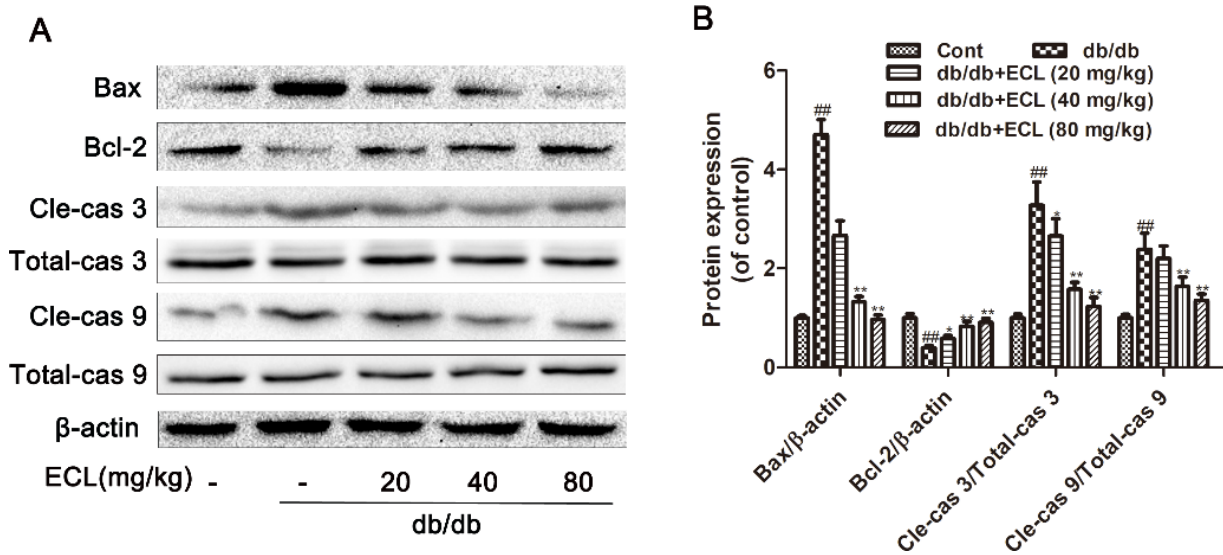 A
Bax
Bcl-2
Cle-cas 3
Total-cas 3
Cle-cas 9
Total-cas 9
β-actin
ECL(mg/kg)
- - 20 40 80
db/db
B
Cont db/db
db/db+ECL (20 mg/kg)
db/db+ECL (40 mg/kg)
db/db+ECL (80 mg/kg)
Protein expression
(of control)
6
4
2
0
## ** **
## * ** **
## * ** **
## ** **
Bax/β-actin
Bcl-2/β-actin
Cle-cas 3/Total-cas 3
Cle-cas 9/Total-cas 9